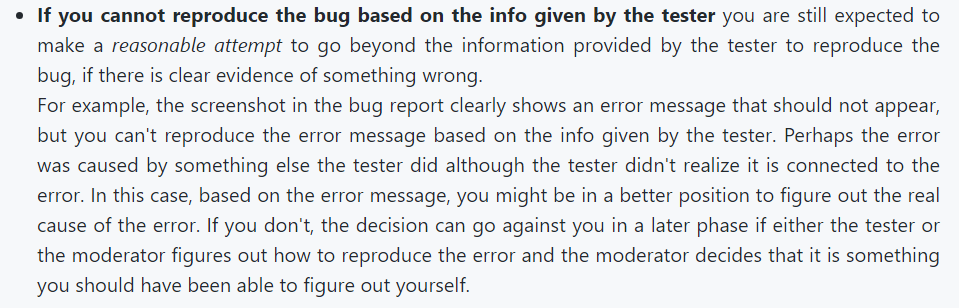 • If you cannot reproduce the bug based on the info given by the tester you are still expected to
make a reasonable attempt to go beyond the information provided by the tester to reproduce the
bug, if there is clear evidence of something wrong.
For example, the screenshot in the bug report clearly shows an error message that should not appear,
but you can't reproduce the error message based on the info given by the tester. Perhaps the error
was caused by something else the tester did although the tester didn't realize it is connected to the
error. In this case, based on the error message, you might be in a better position to figure out the real
cause of the error. If you don't, the decision can go against you in a later phase if either the tester or
the moderator figures out how to reproduce the error and the moderator decides that it is something
you should have been able to figure out yourself.